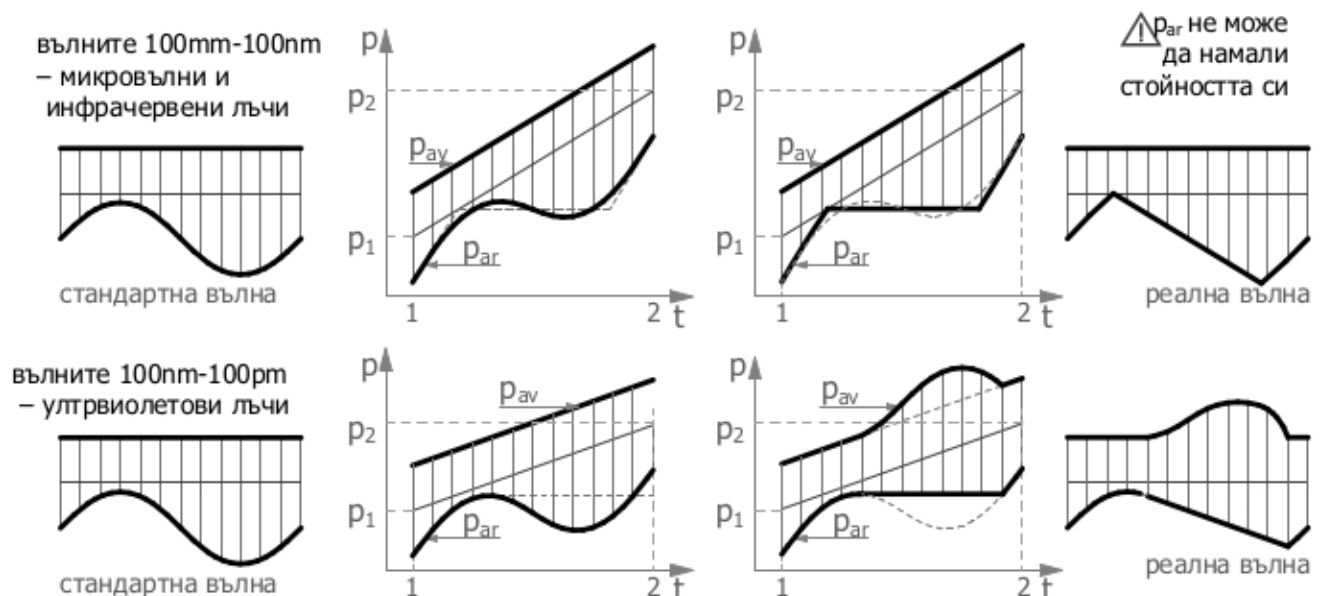 вълните 100mm-100nm
– микровълни и
инфрачервени лъчи
стандартна вълна
p
p2
pav
p1
par
1
2 t
p
p2
pav
p1
par
1
2 t
⚠ par не може
да намали
стойността си
реална вълна
вълните 100nm-100pm
– ултрвиолетови лъчи
стандартна вълна
p
pav
p2
p1
par
1
2 t
p
pav
p2
p1
par
1
2 t
реална вълна